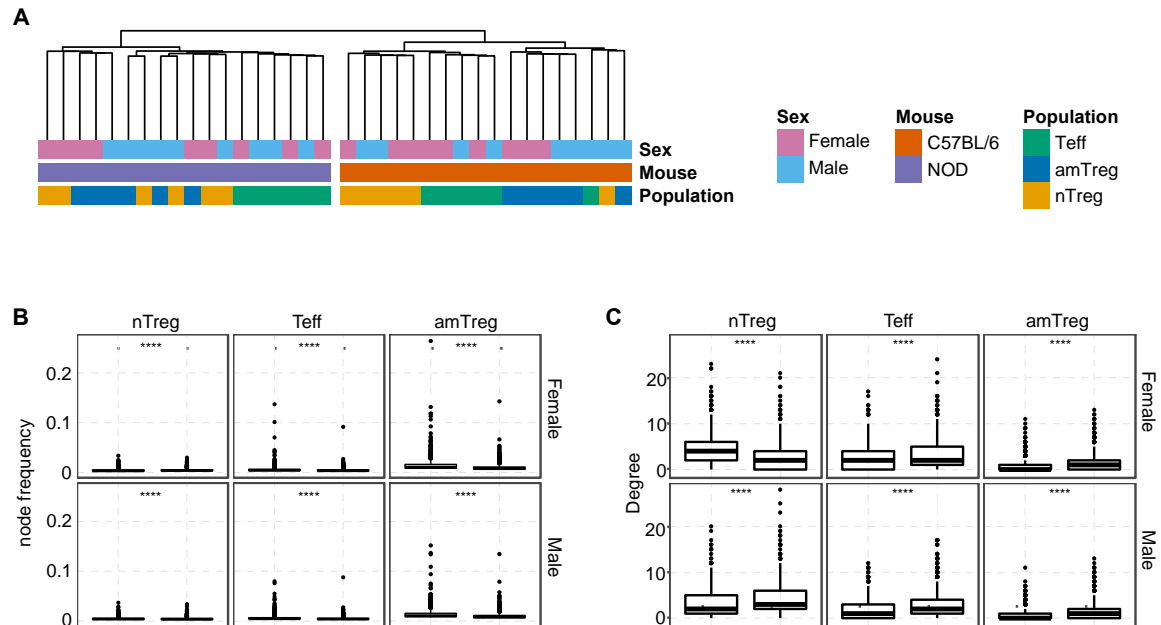 A
Sex
Mouse
Population
Sex
Female
Male
Mouse
C57BL/6
NOD
Population
Teff
amTreg
nTreg
B
nTreg
Teff
amTreg
node frequency
0.2
0.1
0
**** **** ****
Female
0.2
0.1
0
**** **** ****
Male
C
nTreg
Teff
amTreg
Degree
20
10
0
**** **** ****
Female
20
10
0
**** **** ****
Male